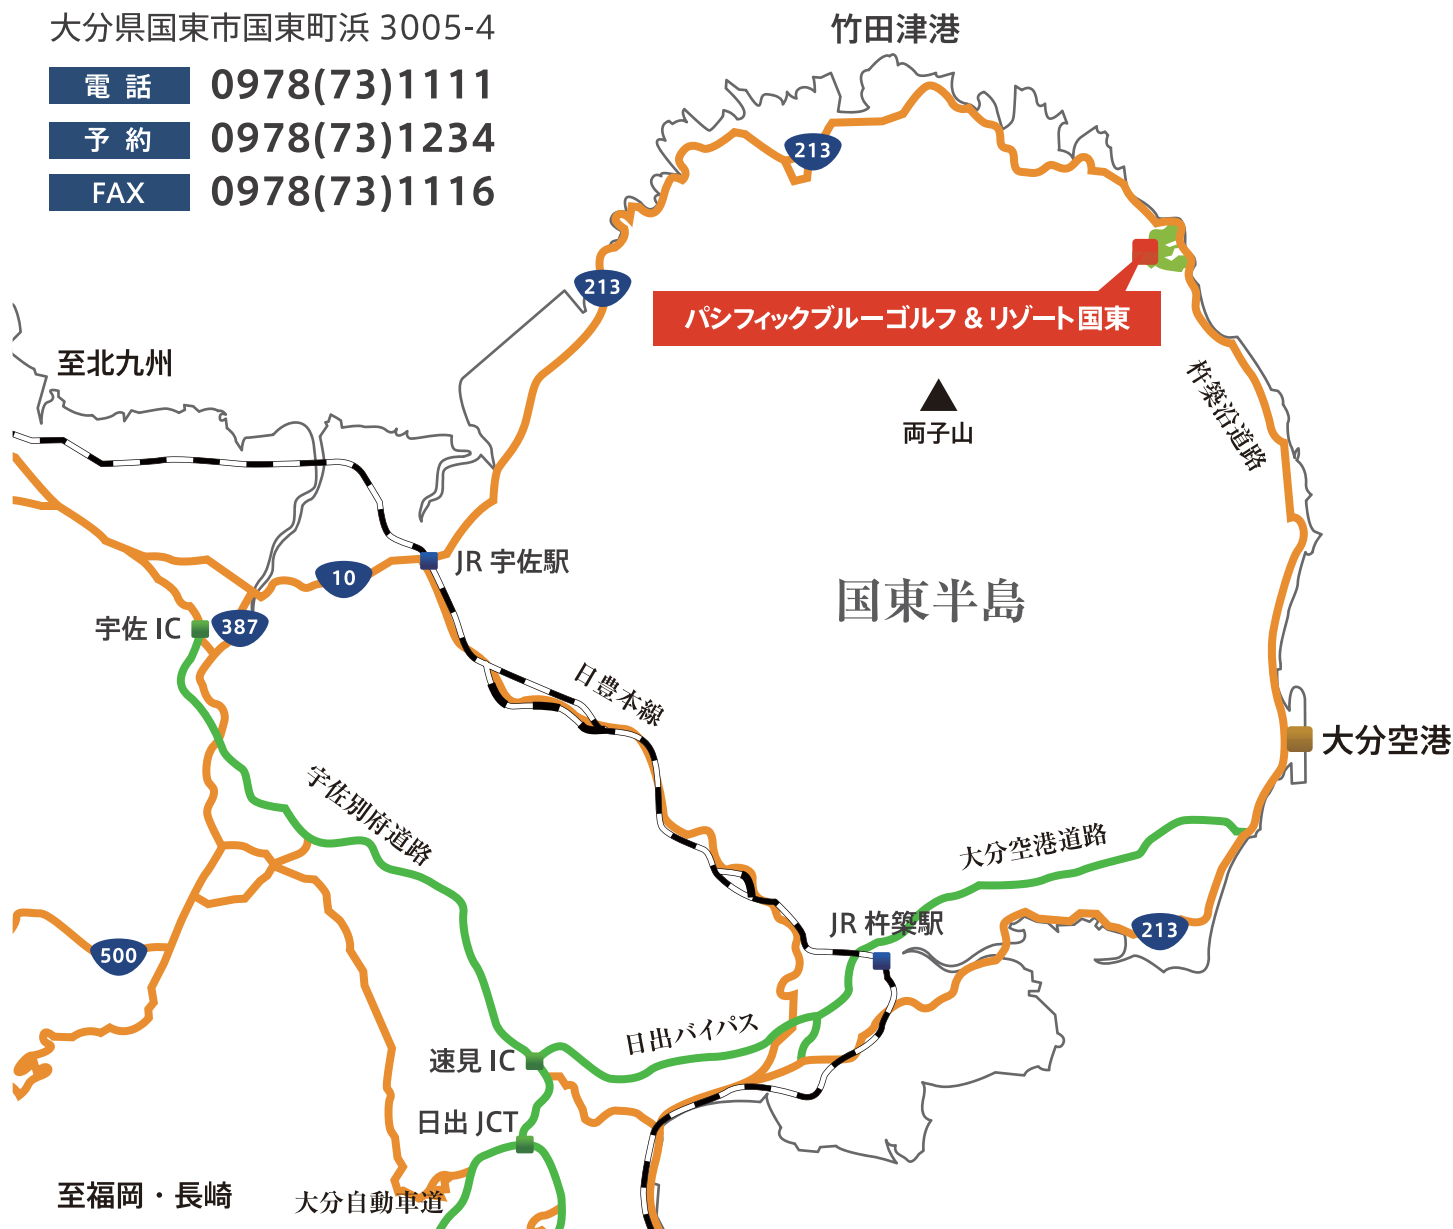 大分県国東市国東町浜 3005-4
電 話 0978(73)1111
予 約 0978(73)1234
FAX 0978(73)1116
竹田津港
213
213
パシフィックブルーゴルフ & リゾート国東
至北九州
杵築沿道路
両子山
JR 宇佐駅
10
国東半島
宇佐 IC
387
日豊本線
大分空港
宇佐別府道路
大分空港道路
JR 杵築駅
213
500
日出バイパス
速見 IC
日出 JCT
至福岡・長崎
大分自動車道